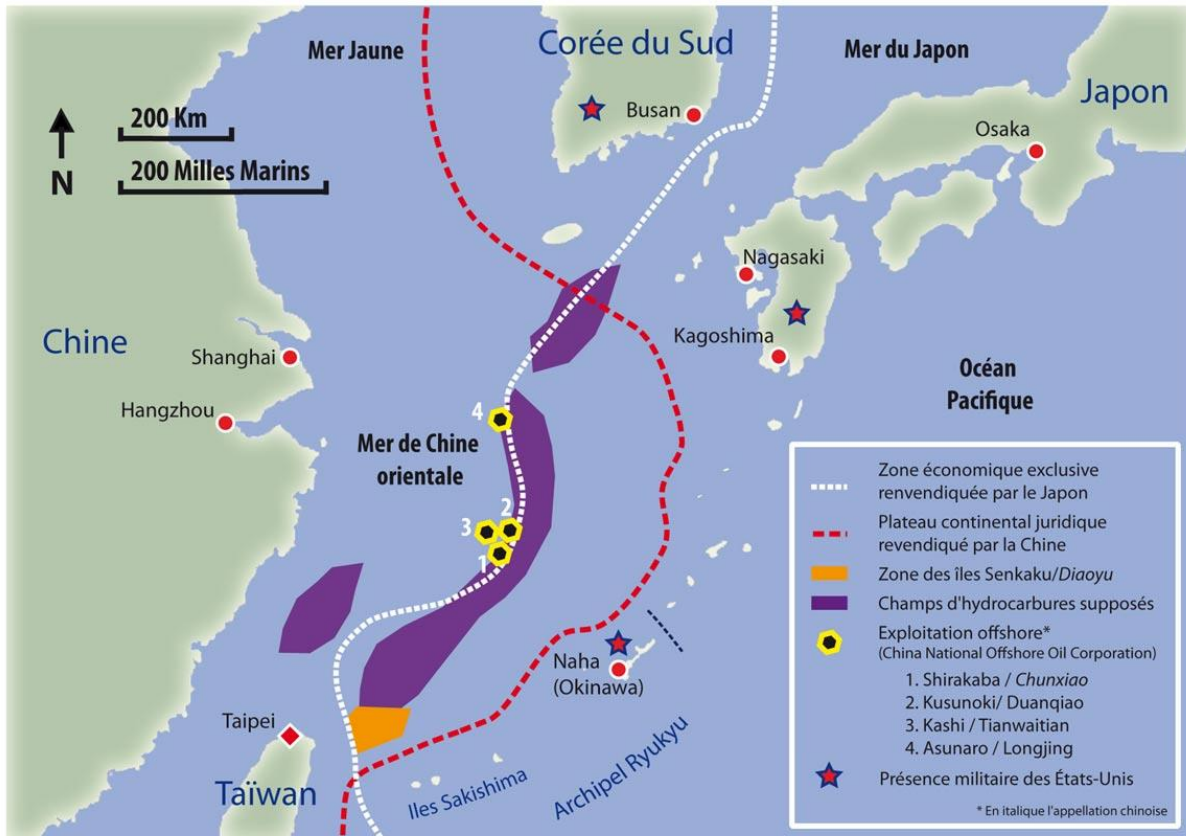 Mer Jaune
Corée du Sud
Mer du Japon
Japon
200 Km
200 Milles Marins
N
Busan
Osaka
Nagasaki
Kagoshima
Chine
Shanghai
Hangzhou
Océan
Pacifique
Mer de Chine
orientale
4
3
2
1
Naha
(Okinawa)
Taipei
Taïwan
Iles Sakishima
Archipel Ryukyu
Zone économique exclusive
renvendiquée par le Japon
Plateau continental juridique
revendiqué par la Chine
Zone des îles Senkaku/Diaoyu
Champs d'hydrocarbures supposés
Exploitation offshore*
(China National Offshore Oil Corporation)
1. Shirakaba / Chunxiao
2. Kusunoki/ Duanqiao
3. Kashi / Tianwaitian
4. Asunaro / Longjing
Présence militaire des États-Unis
* En italique l'appellation chinoise